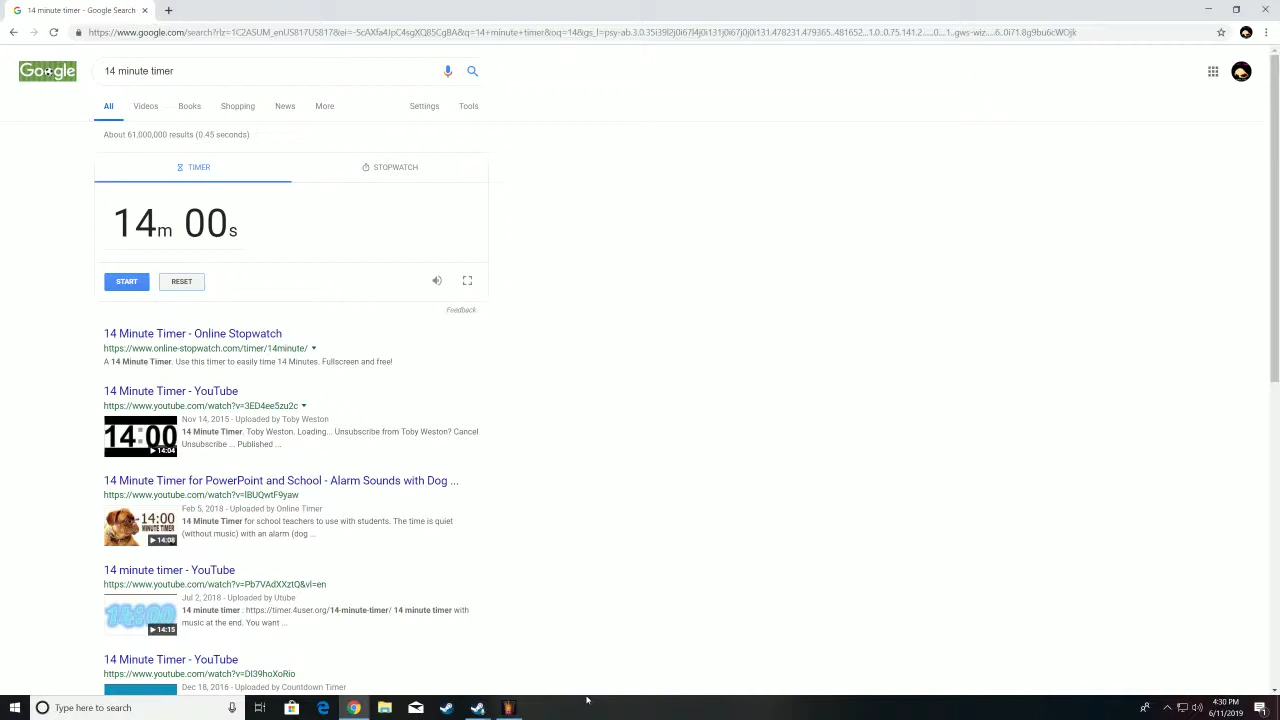 14 minute timer - Google Search
https://www.google.com/search?rlz=1C2ASUM_enUS817US817&ei=-ScAXfa4JpC4sgXQ85CgBA&q=14+minute+timer&oq=14+minute+timer&gs_l=psy-ab.3.0.35i39l2j0i67l4j0i131j0i67j0j0i131.478231.479365..481652...1.0..0.75.141.2......0....1..gws-wiz.....6..0i71.8g9bu6cWOjk
Google
14 minute timer
All Videos Books Shopping News More Settings Tools
About 61,000,000 results (0.45 seconds)
TIMER STOPWATCH
14m 00s
START RESET
Feedback
14 Minute Timer - Online Stopwatch
https://www.online-stopwatch.com/timer/14minute/
A 14 Minute Timer. Use this timer to easily time 14 Minutes. Fullscreen and free!
14 Minute Timer - YouTube
https://www.youtube.com/watch?v=3ED4ee5zu2c
14:00
14:04
Nov 14, 2015 - Uploaded by Toby Weston
14 Minute Timer. Toby Weston. Loading... Unsubscribe from Toby Weston? Cancel
Unsubscribe ... Published ...
14 Minute Timer for PowerPoint and School - Alarm Sounds with Dog ...
https://www.youtube.com/watch?v=lBUQwtF9yaw
14:00
MINUTE TIMER
14:08
Feb 5, 2018 - Uploaded by Online Timer
14 Minute Timer for school teachers to use with students. The time is quiet
(without music) with an alarm (dog ...
14 minute timer - YouTube
https://www.youtube.com/watch?v=Pb7VAdXXztQ&vl=en
14:00
14:15
Jul 2, 2018 - Uploaded by Utube
14 minute timer : https://timer.4user.org/14-minute-timer/ 14 minute timer with
music at the end. You want ...
14 Minute Timer - YouTube
https://www.youtube.com/watch?v=DI39hoXoRio
Dec 18, 2016 - Uploaded by Countdown Timer
Type here to search
4:30 PM
6/11/2019